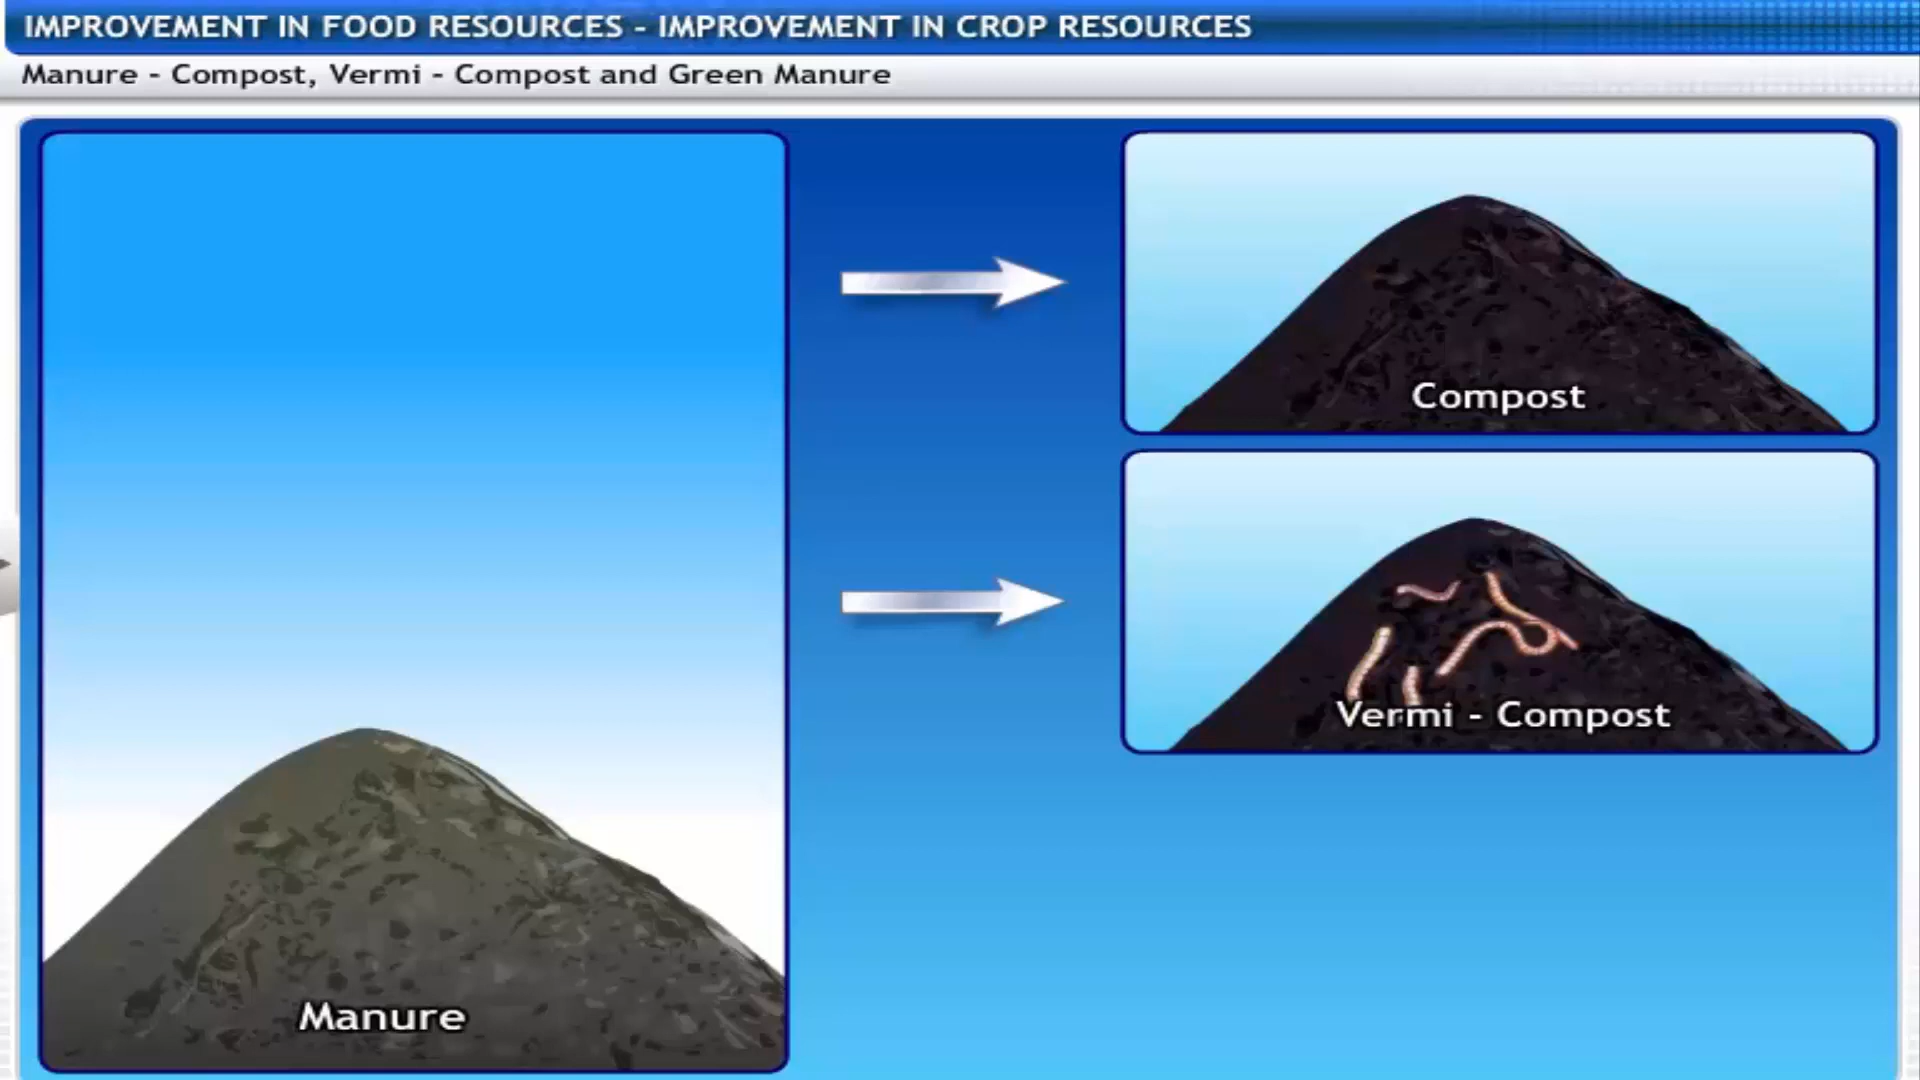 IMPROVEMENT IN FOOD RESOURCES - IMPROVEMENT IN CROP RESOURCES
Manure - Compost, Vermi - Compost and Green Manure
Compost
Vermi - Compost
Manure